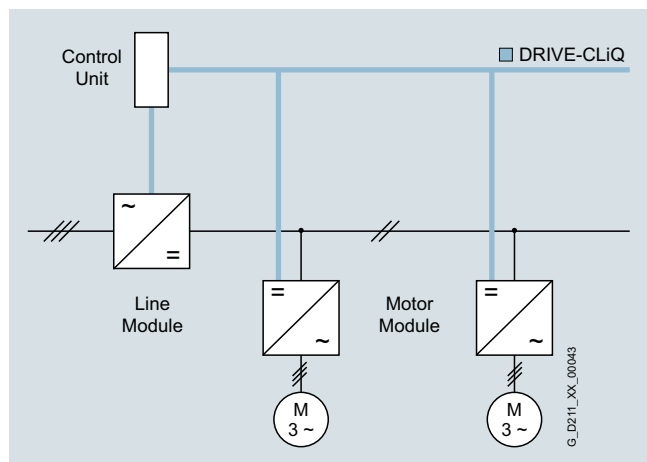 Control
Unit
DRIVE-CLiQ
~
=
Line
Module
=
~
Motor
Module
=
~
M
3 ~
M
3 ~
G_D211_XX_00043